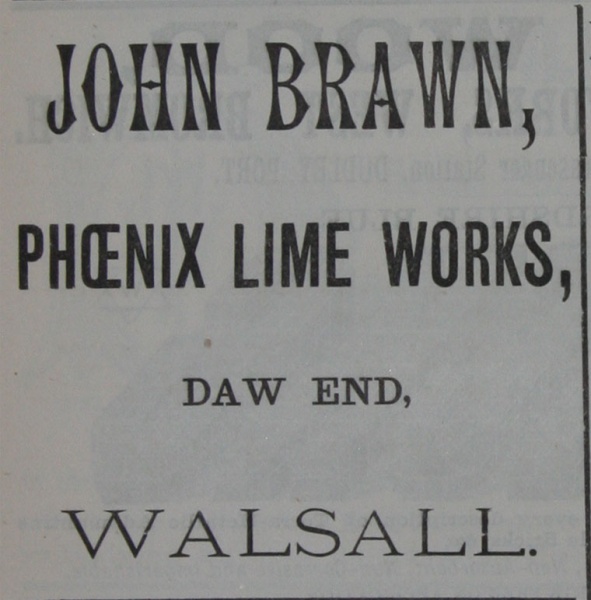 JOHN BRAWN,
PHŒNIX LIME WORKS,
DAW END,
WALSALL.